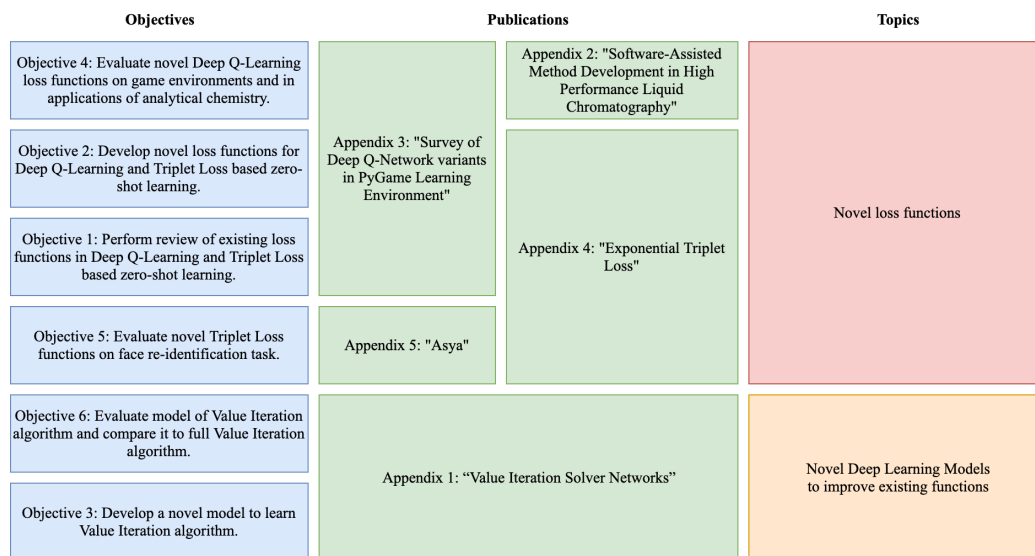 Objectives
Publications
Topics
Objective 4: Evaluate novel Deep Q-Learning
loss functions on game environments and in
applications of analytical chemistry.
Objective 2: Develop novel loss functions for
Deep Q-Learning and Triplet Loss based zero-
shot learning.
Objective 1: Perform review of existing loss
functions in Deep Q-Learning and Triplet Loss
based zero-shot learning.
Objective 5: Evaluate novel Triplet Loss
functions on face re-identification task.
Objective 6: Evaluate model of Value Iteration
algorithm and compare it to full Value Iteration
algorithm.
Objective 3: Develop a novel model to learn
Value Iteration algorithm.
Appendix 3: "Survey of
Deep Q-Network variants
in PyGame Learning
Environment"
Appendix 5: "Asya"
Appendix 2: "Software-Assisted
Method Development in High
Performance Liquid
Chromatography"
Appendix 4: "Exponential Triplet
Loss"
Appendix 1: “Value Iteration Solver Networks”
Novel loss functions
Novel Deep Learning Models
to improve existing functions